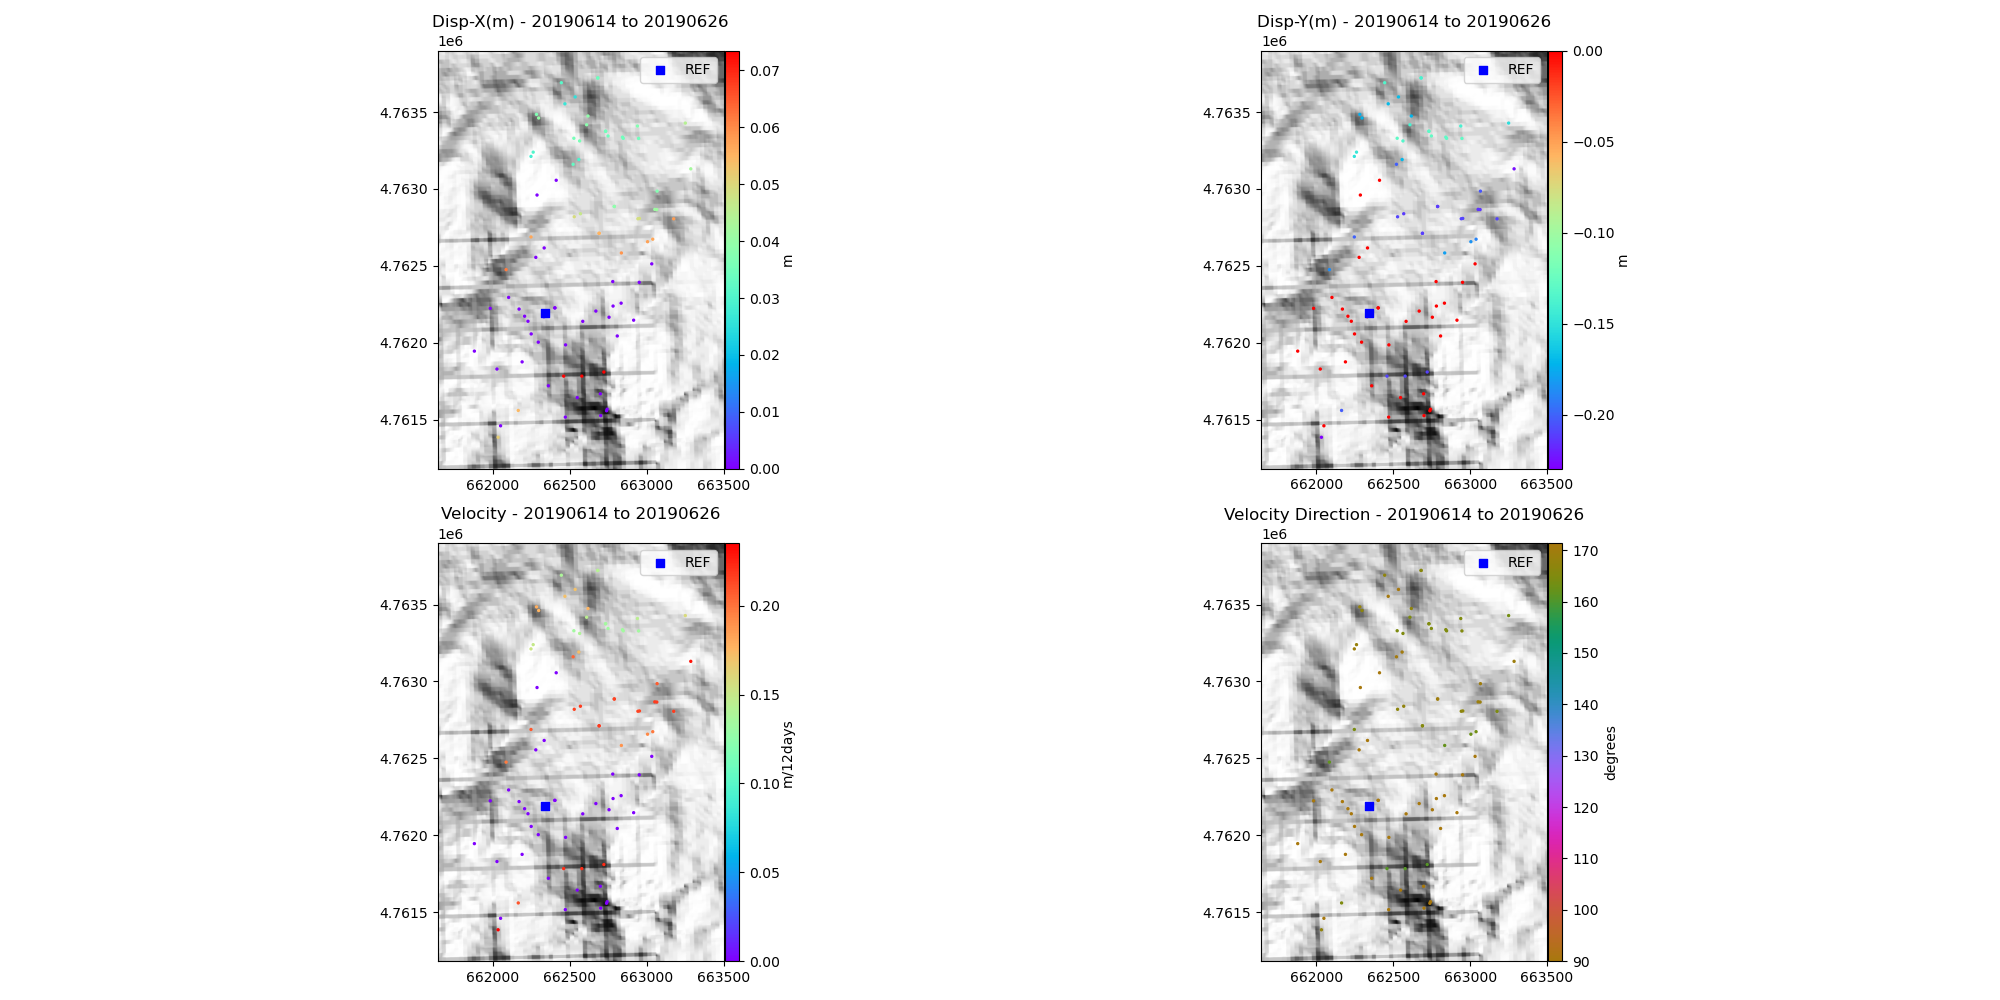 Disp-X(m) - 20190614 to 20190626
1e6
REF
4.7635
4.7630
4.7625
4.7620
4.7615
662000 662500 663000 663500
0.07
0.06
0.05
0.04
0.03
0.02
0.01
0.00
m
Disp-Y(m) - 20190614 to 20190626
1e6
REF
4.7635
4.7630
4.7625
4.7620
4.7615
662000 662500 663000 663500
0.00
−0.05
−0.10
−0.15
−0.20
m
Velocity - 20190614 to 20190626
1e6
REF
4.7635
4.7630
4.7625
4.7620
4.7615
662000 662500 663000 663500
0.20
0.15
0.10
0.05
0.00
m/12days
Velocity Direction - 20190614 to 20190626
1e6
REF
4.7635
4.7630
4.7625
4.7620
4.7615
662000 662500 663000 663500
170
160
150
140
130
120
110
100
90
degrees